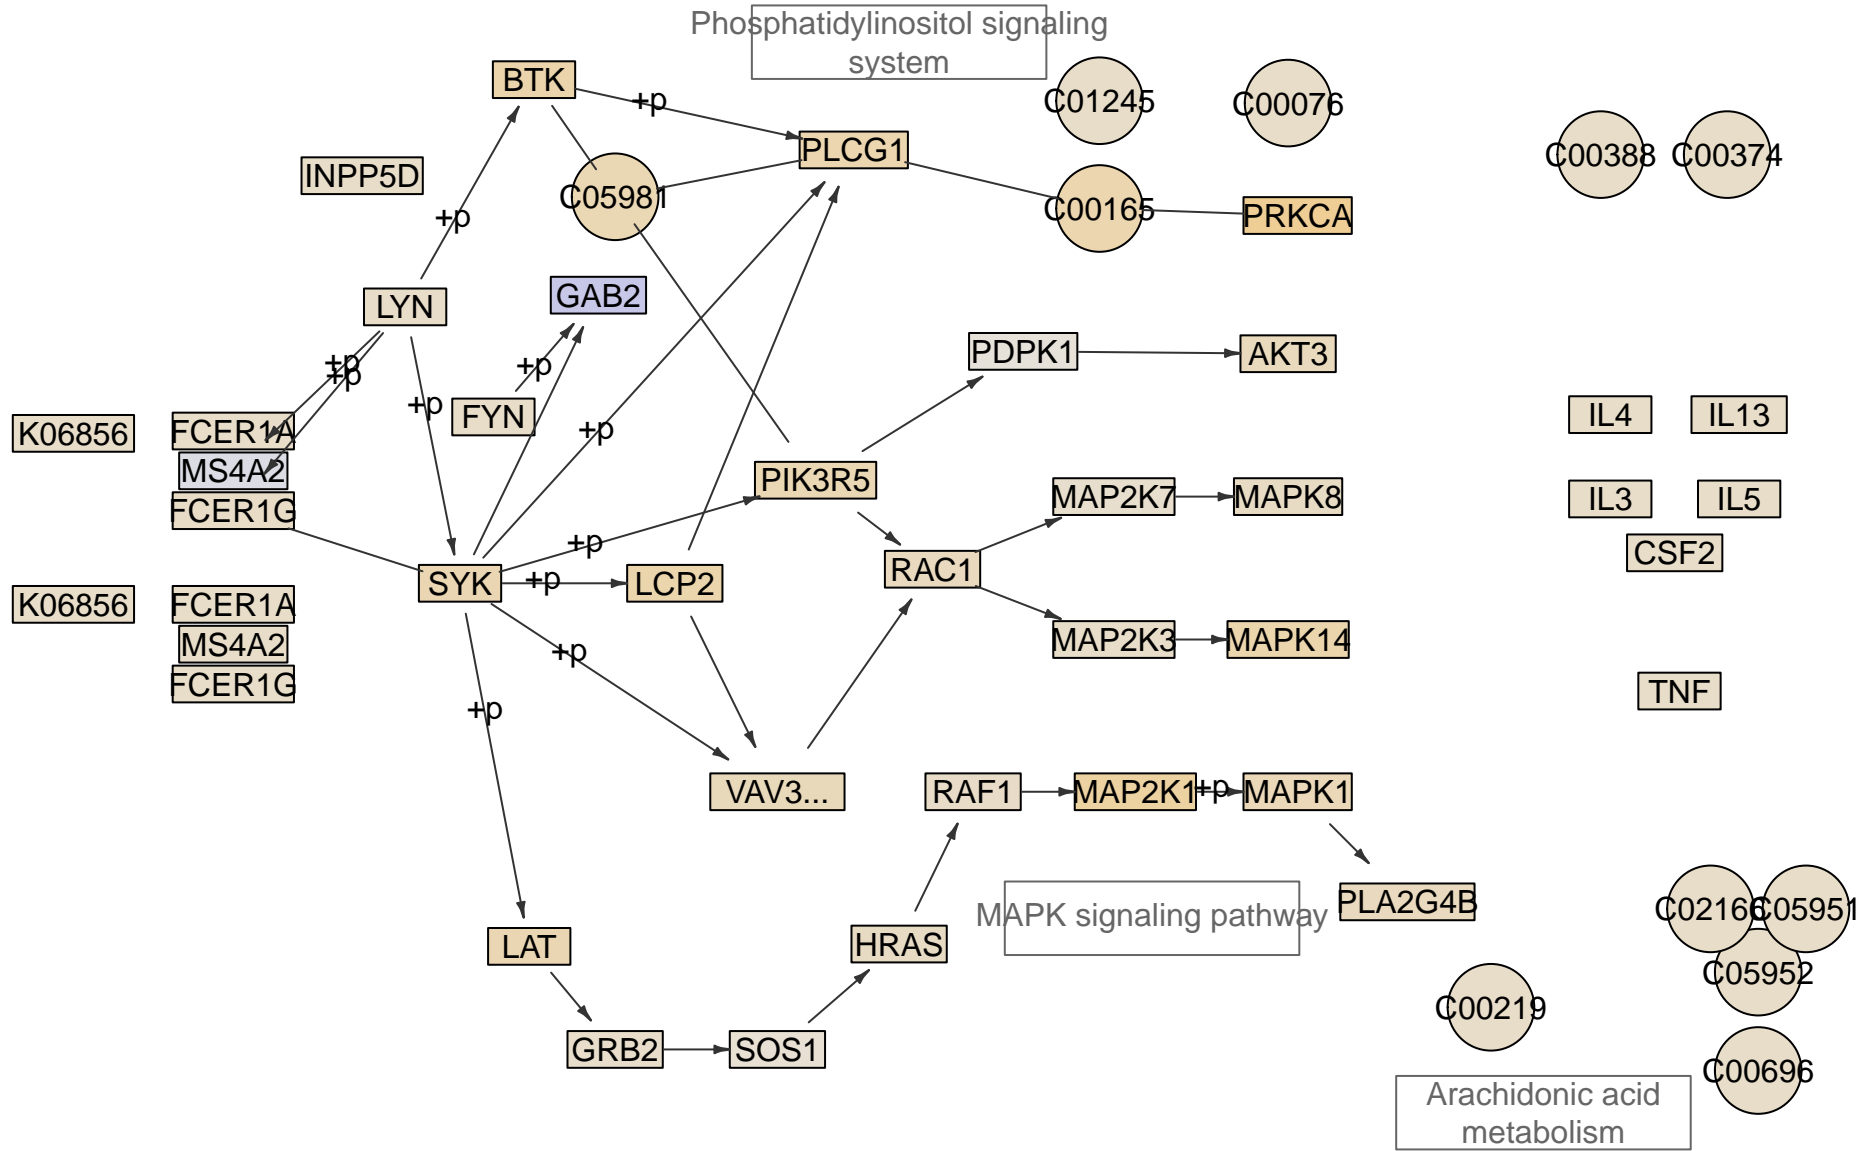 Phosphatidylinositol signaling
system
BTK
+p
C01245
C00076
PLCG1
C00388
C00374
INPP5D
C05981
C00165
PRKCA
+p
LYN
GAB2
PDPK1
AKT3
+p
+p
+p
+p
FYN
IL4
IL13
K06856
FCER1A
+p
MS4A2
PIK3R5
MAP2K7
MAPK8
IL3
IL5
FCER1G
+p
CSF2
RAC1
SYK
+p
LCP2
K06856
FCER1A
MS4A2
+p
MAP2K3
MAPK14
FCER1G
TNF
+p
VAV3...
RAF1
MAP2K1
+p
MAPK1
PLA2G4B
MAPK signaling pathway
C02166
C05951
LAT
HRAS
C05952
C00219
GRB2
SOS1
C00696
Arachidonic acid
metabolism